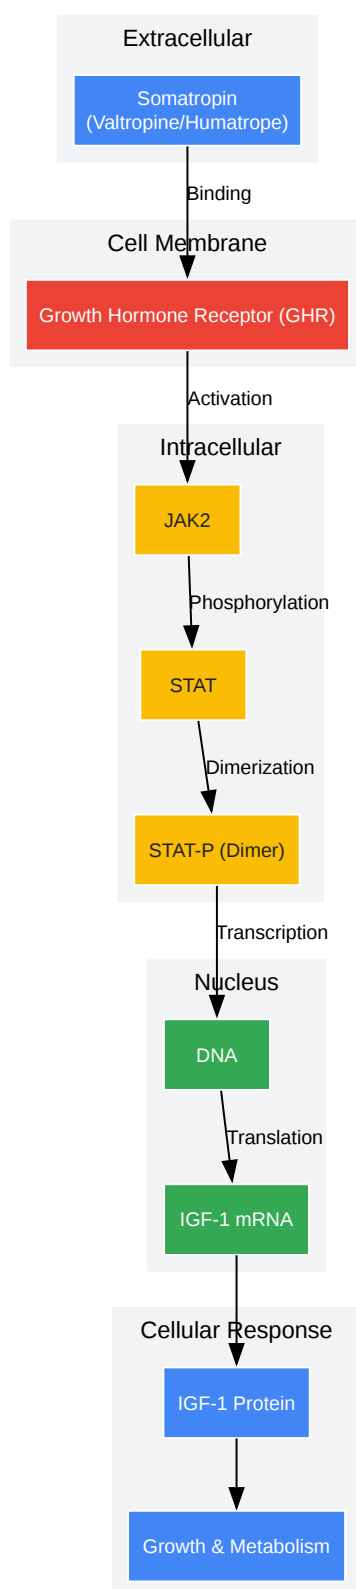 Extracellular
Somatropin
(Valtropine/Humatrope)
Binding
Cell Membrane
Growth Hormone Receptor (GHR)
Activation
Intracellular
JAK2
Phosphorylation
STAT
Dimerization
STAT-P (Dimer)
Transcription
Nucleus
DNA
Translation
IGF-1 mRNA
Cellular Response
IGF-1 Protein
Growth & Metabolism